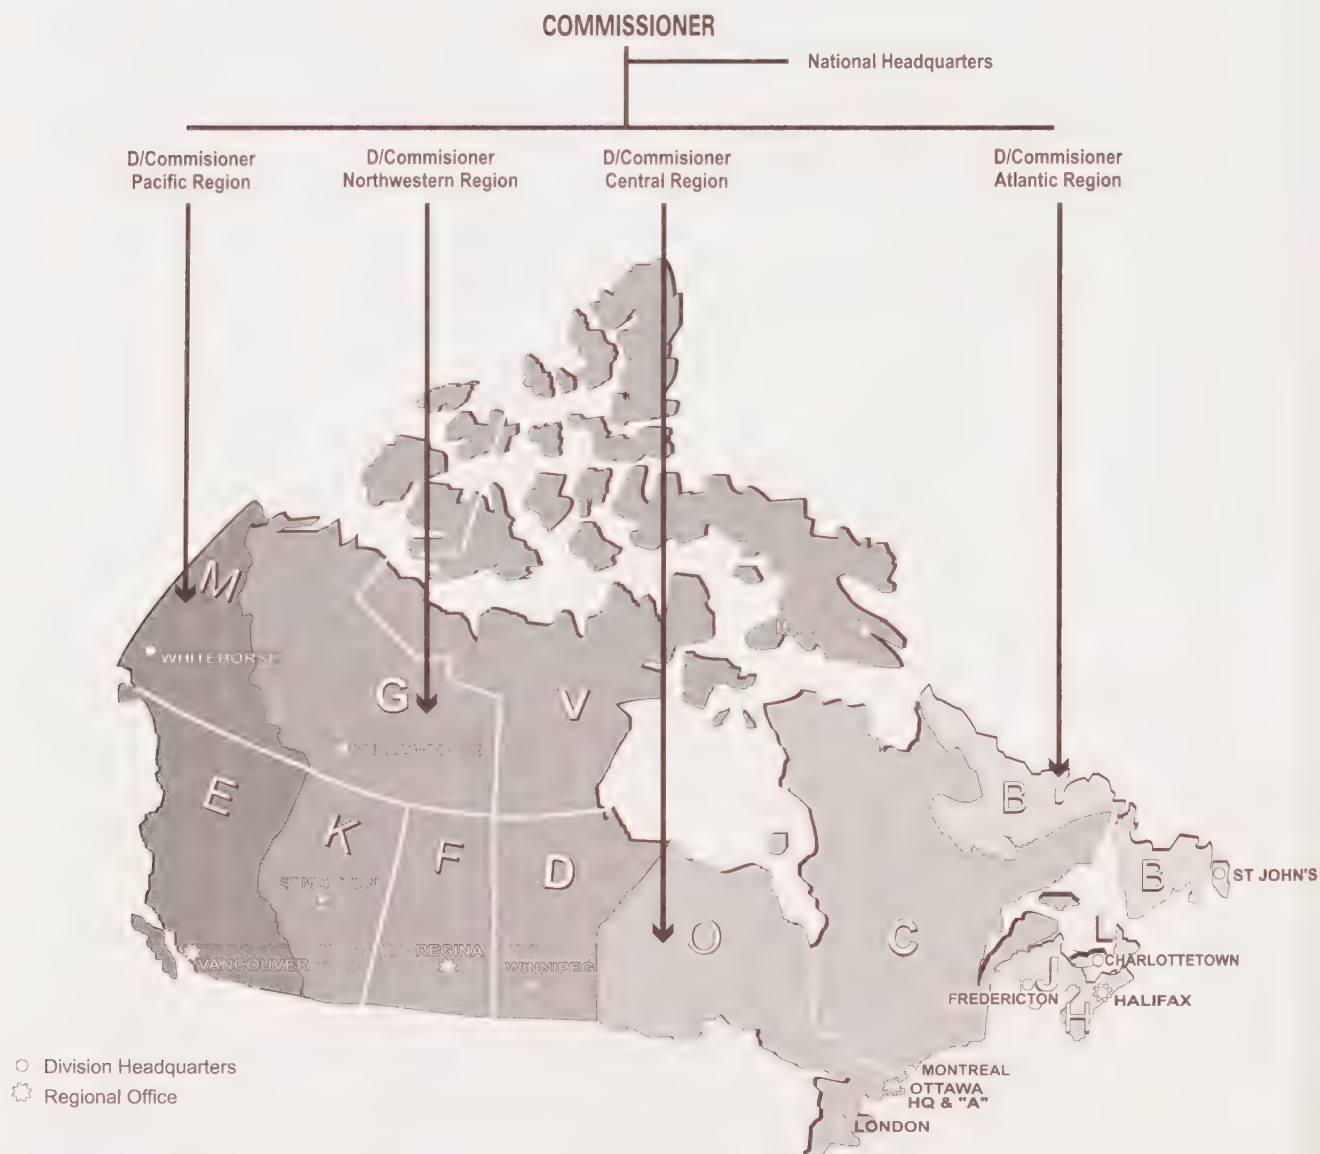 COMMISSIONER
National Headquarters
D/Commisioner
Pacific Region
D/Commisioner
Northwestern Region
D/Commisioner
Central Region
D/Commisioner
Atlantic Region
M
WHITEHORSE
G
V
E
K
F
D
O
C
B
B
ST JOHN'S
L
CHARLOTTETOWN
J
FREDERICTON
HALIFAX
H
REGINA
VANCOUVER
WINNIPEG
MONTREAL
OTTAWA
HQ & "A"
LONDON
Division Headquarters
Regional Office